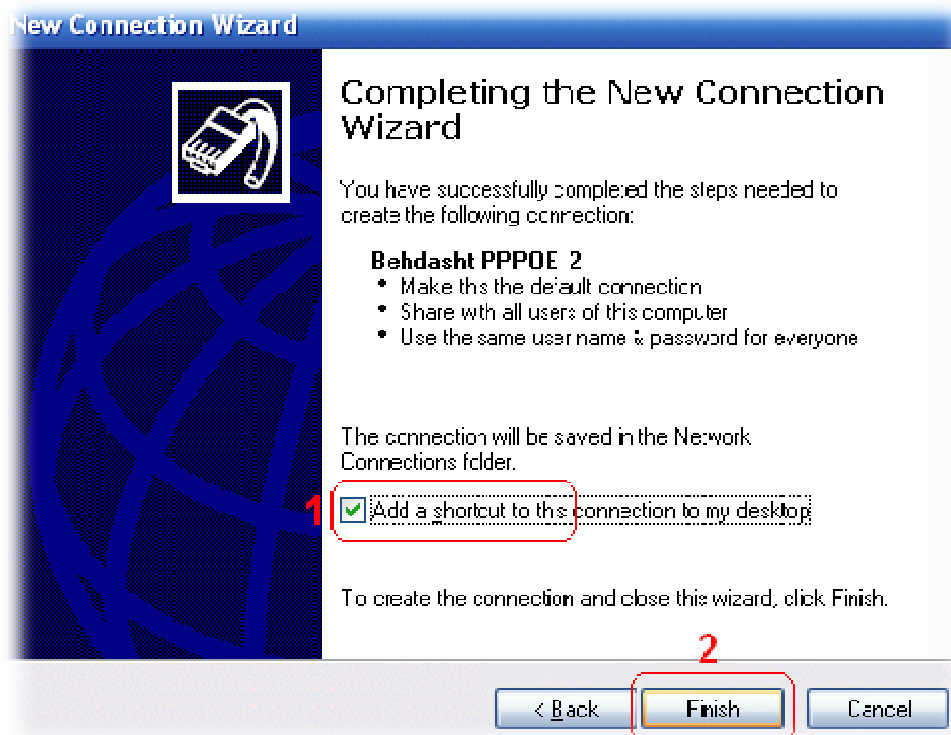 New Connection Wizard
Completing the New Connection
Wizard
You have successfully completed the steps needed to
create the following connection:
Behdasht PPPOE 2
• Make this the default connection
• Share with all users of this computer
• Use the same user name & password for everyone
The connection will be saved in the Network
Connections folder.
1
Add a shortcut to this connection to my desktop
To create the connection and close this wizard, click Finish.
2
< Back Finish Cancel